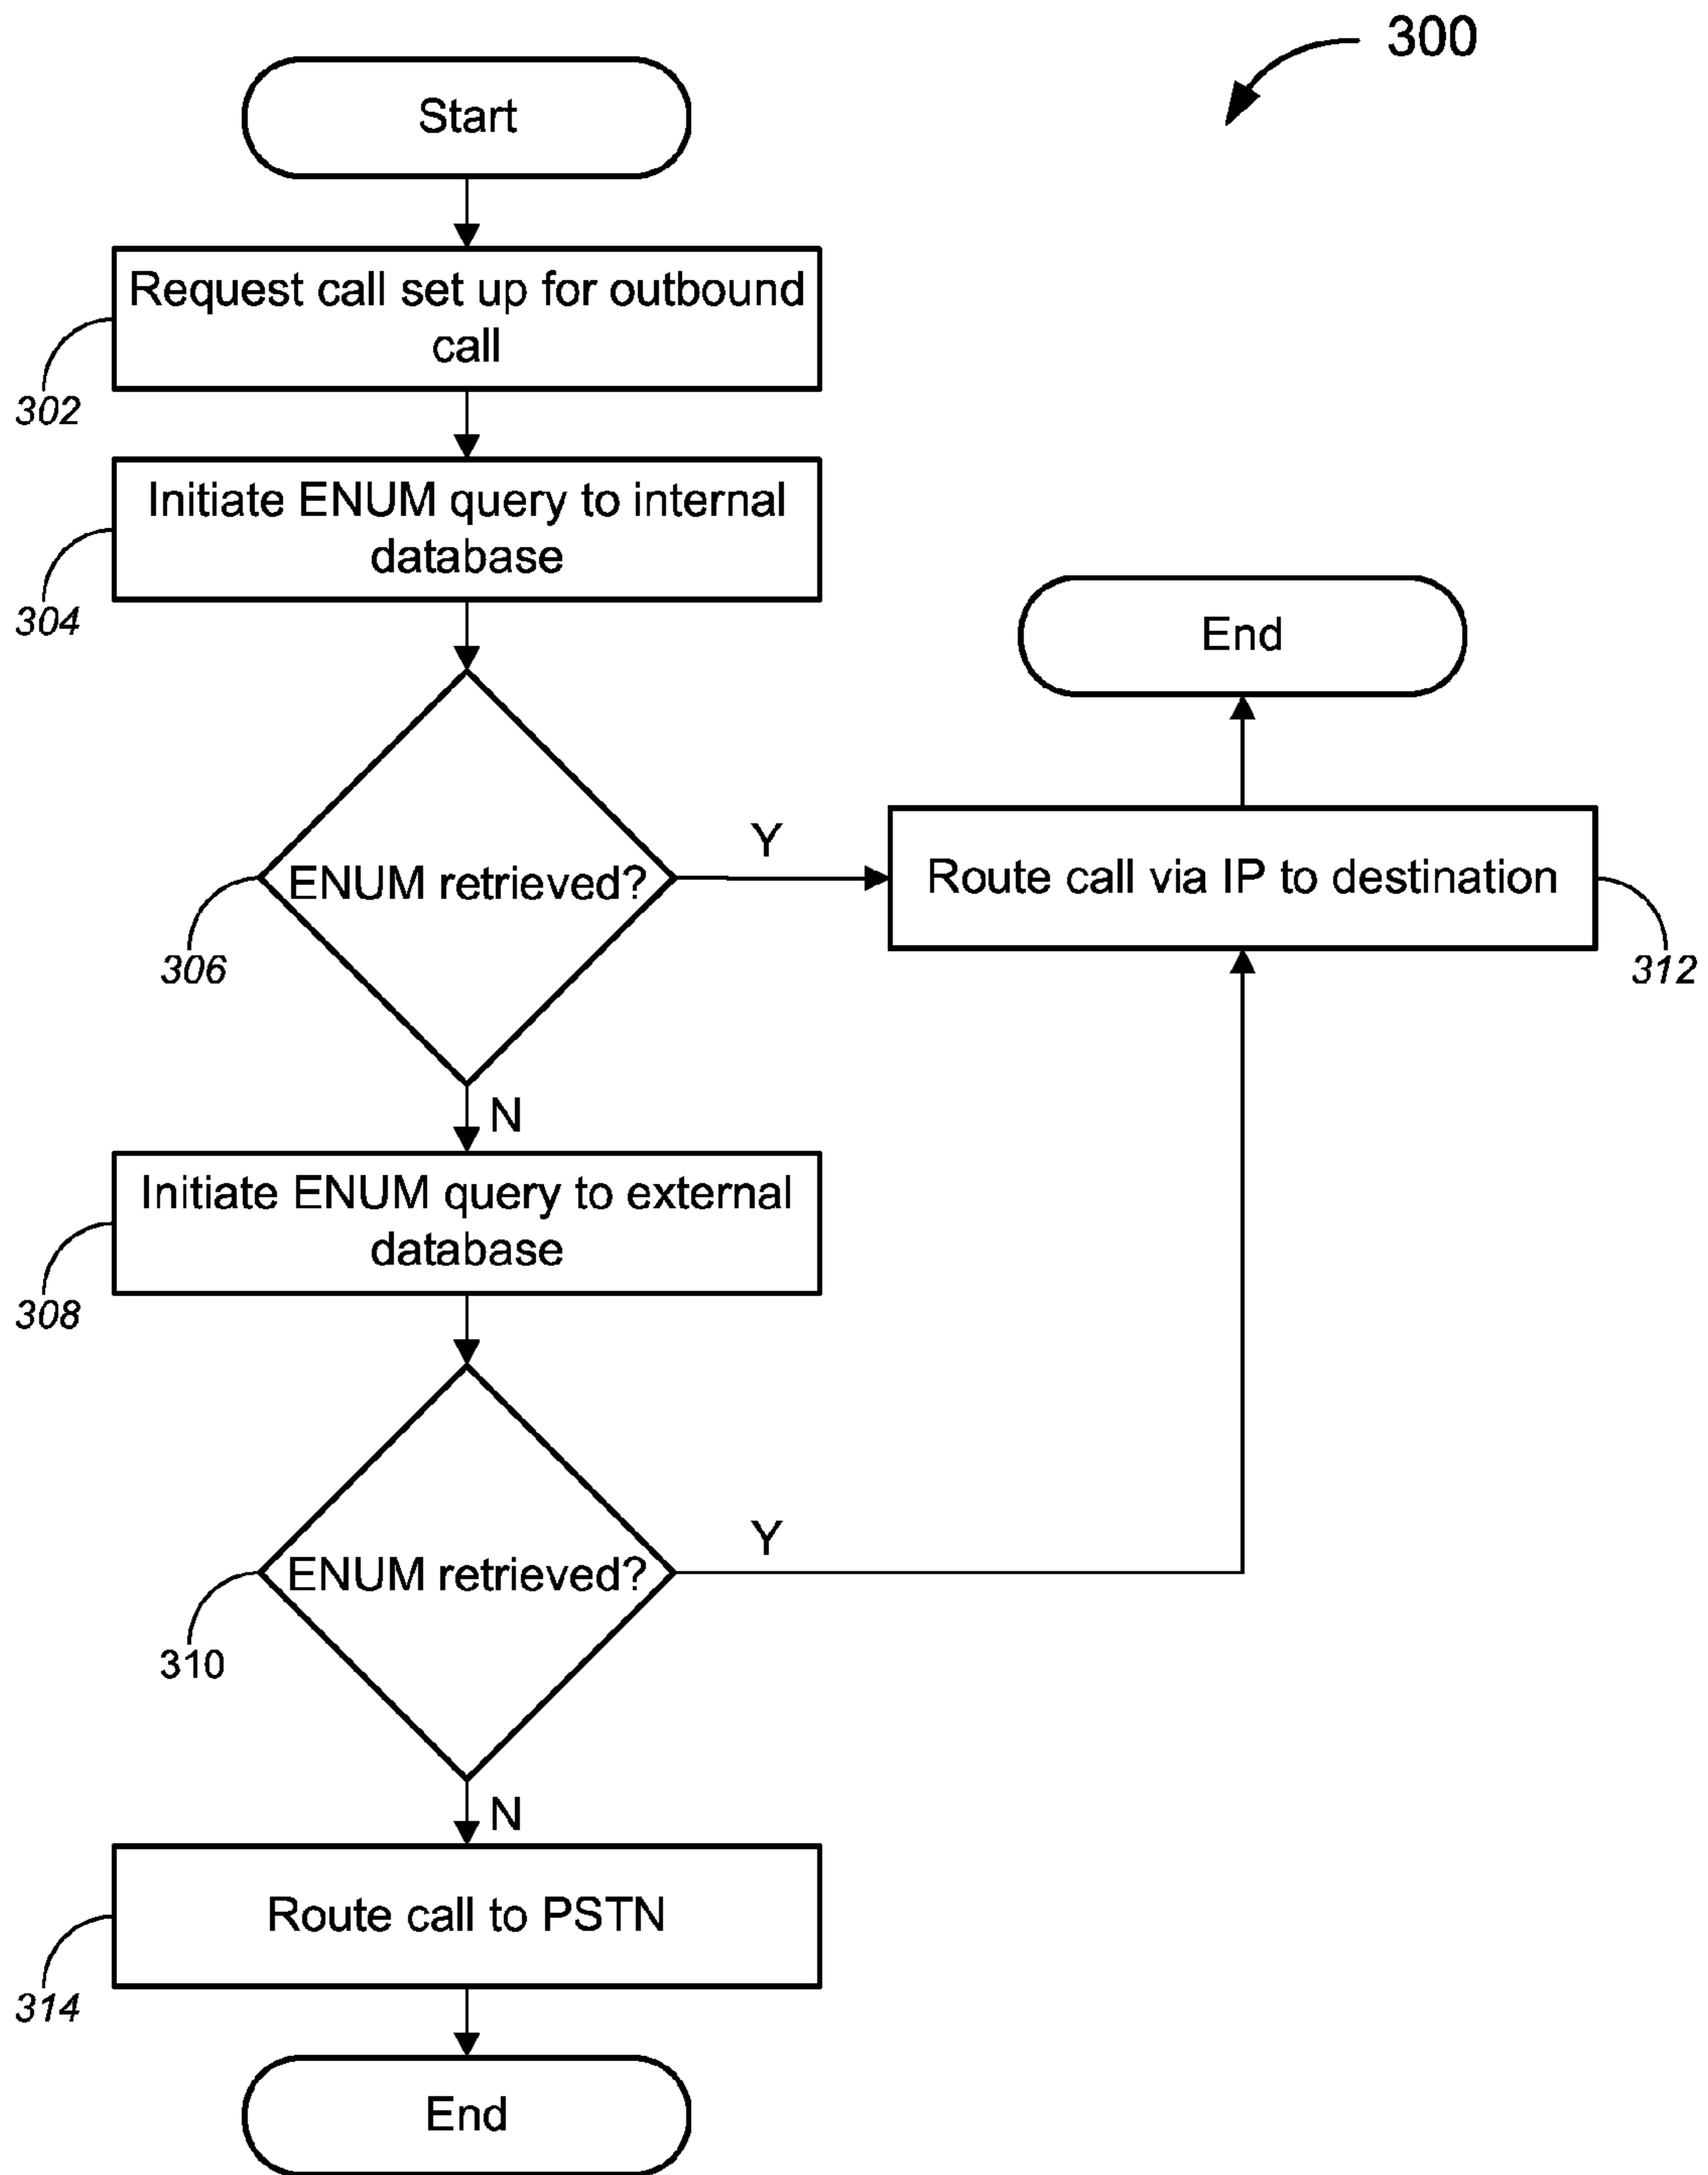 300
Start
Request call set up for outbound
call
302
Initiate ENUM query to internal
database
304
End
ENUM retrieved?
306
Y
Route call via IP to destination
312
N
Initiate ENUM query to external
database
308
ENUM retrieved?
310
Y
N
Route call to PSTN
314
End